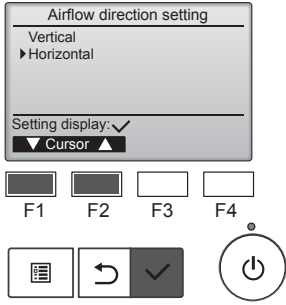 Airflow direction setting
Vertical
Horizontal
Setting display:
Cursor
F1 F2 F3 F4